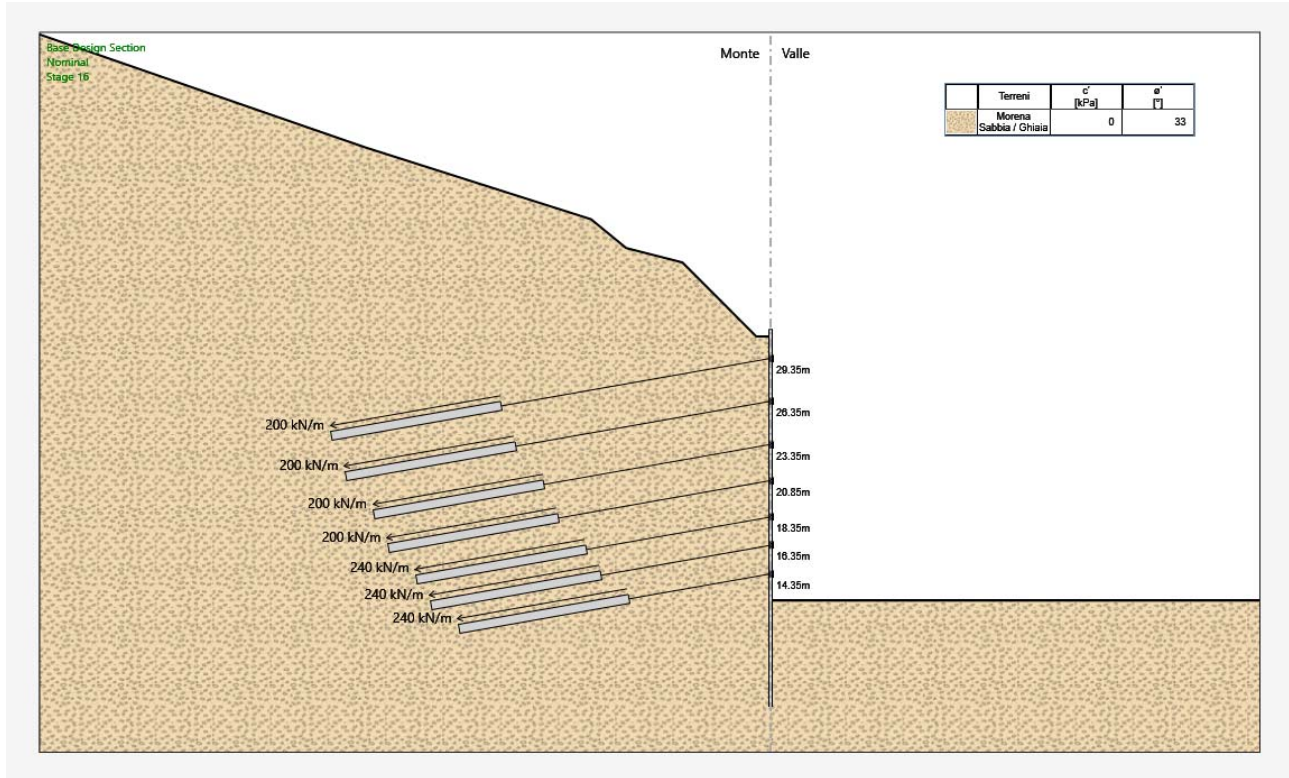 Base Design Section
Nominal
Stage 16
Monte
Valle
Terreni
c'
[kPa]
ø'
[°]
Morena
Sabbia / Ghiaia
0
33
29.35m
26.35m
23.35m
20.85m
18.35m
16.35m
14.35m
200 kN/m
200 kN/m
200 kN/m
200 kN/m
240 kN/m
240 kN/m
240 kN/m